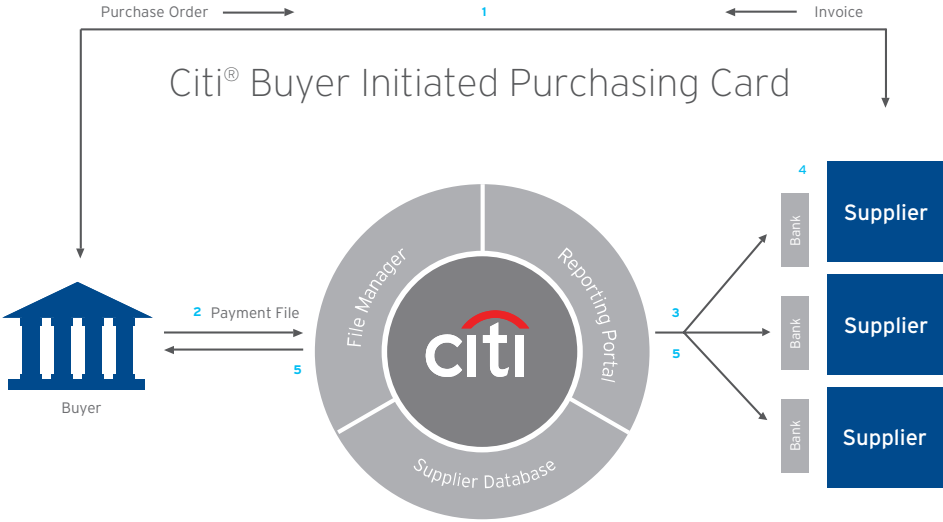 Purchase Order
1
Invoice
Citi® Buyer Initiated Purchasing Card
4
Bank
Supplier
File Manager
Reporting Portal
2 Payment File
3
citi
Bank
Supplier
5
5
Buyer
Bank
Supplier
Supplier Database